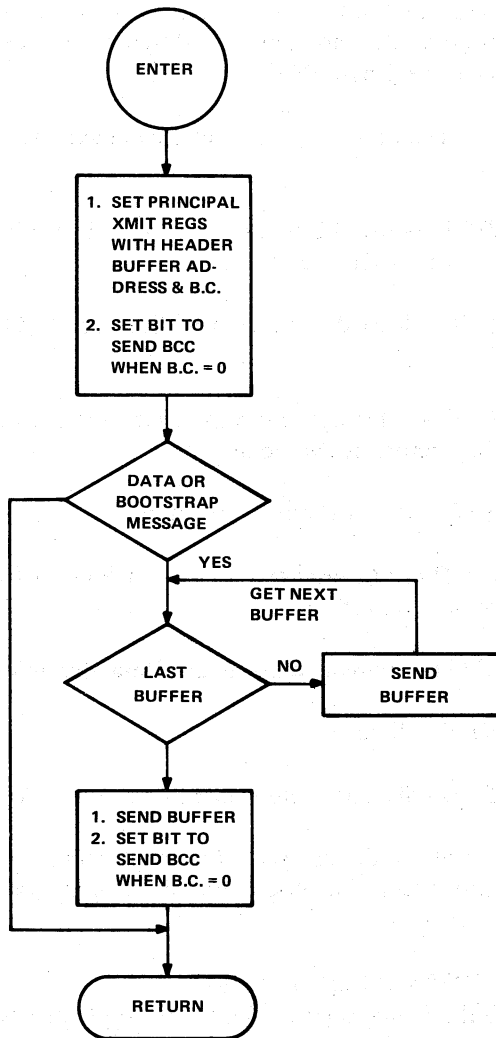 ENTER
1. SET PRINCIPAL
XMIT REGS
WITH HEADER
BUFFER AD-
DRESS & B.C.
2. SET BIT TO
SEND BCC
WHEN B.C. = 0
DATA OR
BOOTSTRAP
MESSAGE
YES
GET NEXT
BUFFER
LAST
BUFFER
NO
SEND
BUFFER
1. SEND BUFFER
2. SET BIT TO
SEND BCC
WHEN B.C. = 0
RETURN